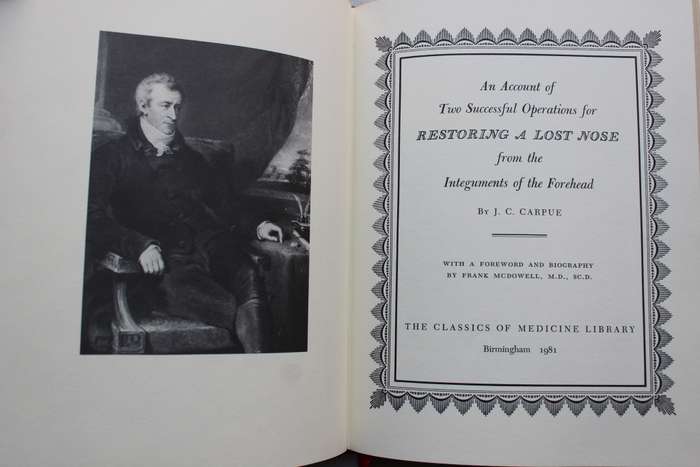 An Account of
Two Successful Operations for
RESTORING A LOST NOSE
from the
Integuments of the Forehead
By J. C. CARPUE
WITH A FOREWORD AND BIOGRAPHY
BY FRANK MCDOWELL, M.D., SC.D.
THE CLASSICS OF MEDICINE LIBRARY
Birmingham 1981